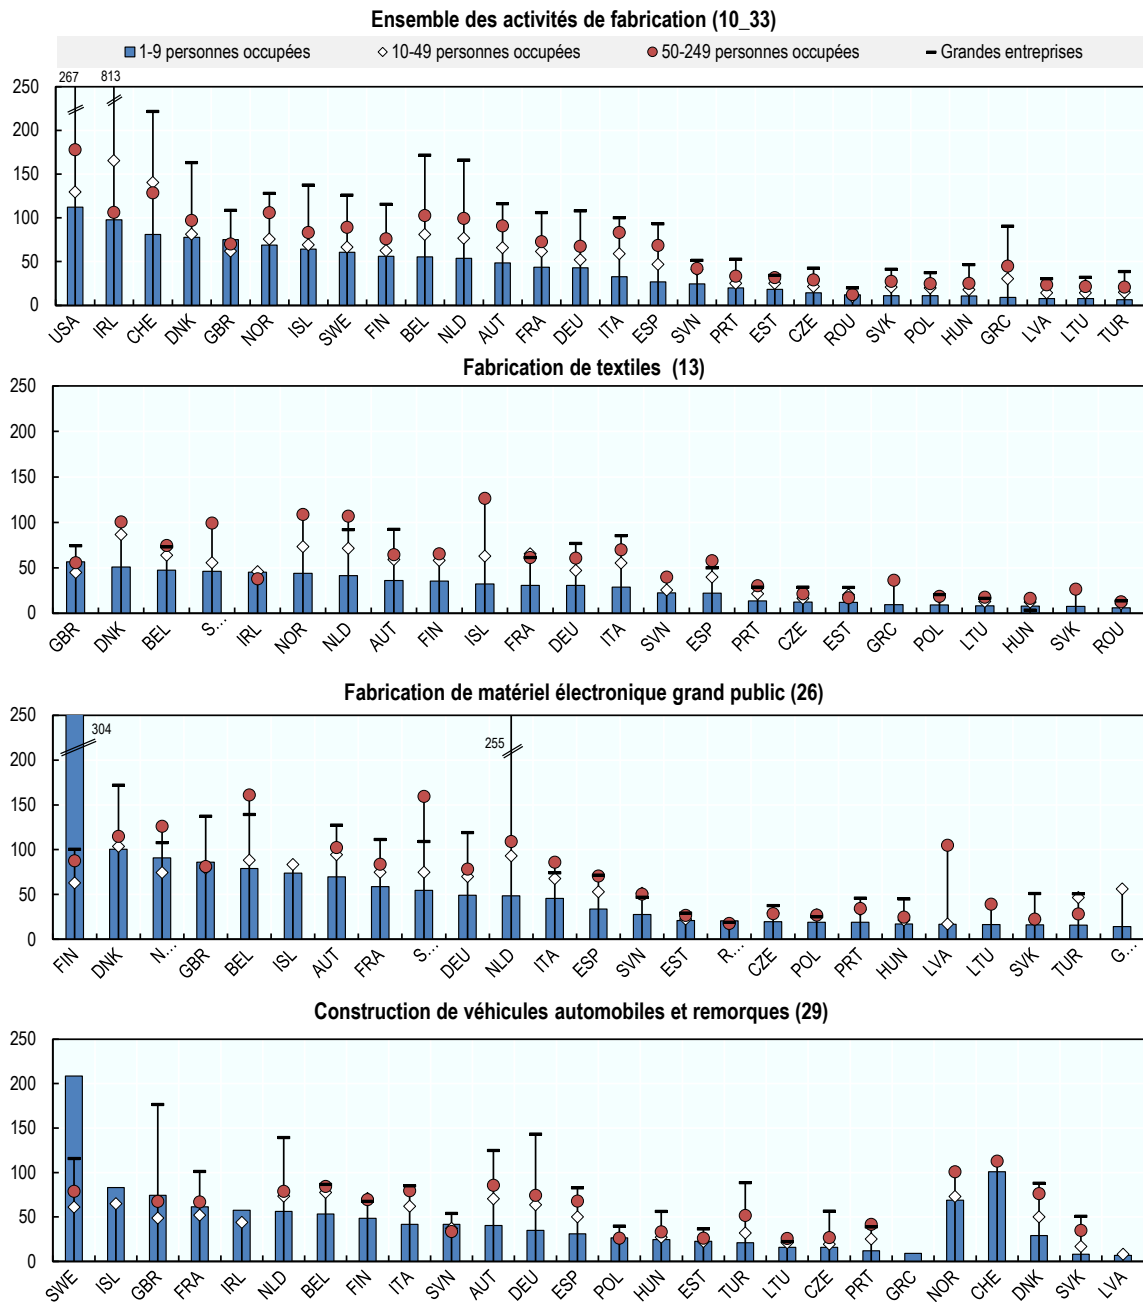 Ensemble des activités de fabrication (10_33)
1-9 personnes occupées 10-49 personnes occupées 50-249 personnes occupées Grandes entreprises
267 813
250
200
150
100
50
0
USA IRL CHE DNK GBR NOR ISL SWE FIN BEL NLD AUT FRA DEU ITA ESP SVN PRT EST CZE ROU SVK POL HUN GRC LVA LTU TUR
Fabrication de textiles (13)
250
200
150
100
50
0
GBR DNK BEL S... IRL NOR NLD AUT FIN ISL FRA DEU ITA SVN ESP PRT CZE EST GRC POL LTU HUN SVK ROU
Fabrication de matériel électronique grand public (26)
304 255
250
200
150
100
50
0
FIN DNK N... GBR BEL ISL AUT FRA S... DEU NLD ITA ESP SVN EST R... CZE POL PRT HUN LVA LTU SVK TUR G...
Construction de véhicules automobiles et remorques (29)
250
200
150
100
50
0
SWE ISL GBR FRA IRL NLD BEL FIN ITA SVN AUT DEU ESP POL HUN EST TUR LTU CZE PRT GRC NOR CHE DNK SVK LVA